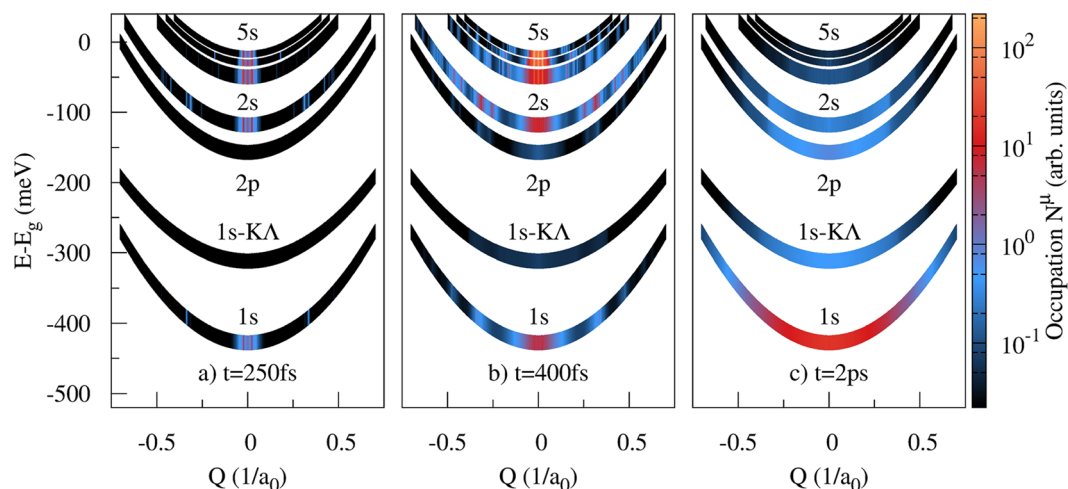 0
-100
-200
-300
-400
-500
E-E_g (meV)
5s
2s
2p
1s-KΛ
1s
a) t=250fs
-0.5 0 0.5
Q (1/a_0)
5s
2s
2p
1s-KΛ
1s
b) t=400fs
-0.5 0 0.5
Q (1/a_0)
5s
2s
2p
1s-KΛ
1s
c) t=2ps
-0.5 0 0.5
Q (1/a_0)
10^2
10^1
10^0
10^-1
Occupation N^μ (arb. units)